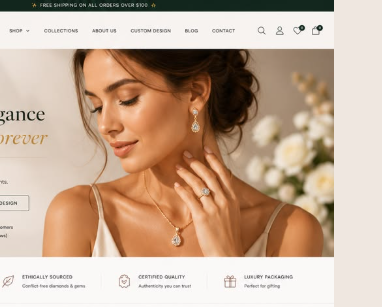 FREE SHIPPING ON ALL ORDERS OVER $100
SHOP COLLECTIONS ABOUT US CUSTOM DESIGN BLOG CONTACT
gance
orever
nts.
DESIGN
ETHICALLY SOURCED
Conflict-free diamonds & gems
CERTIFIED QUALITY
Authenticity you can trust
LUXURY PACKAGING
Perfect for gifting